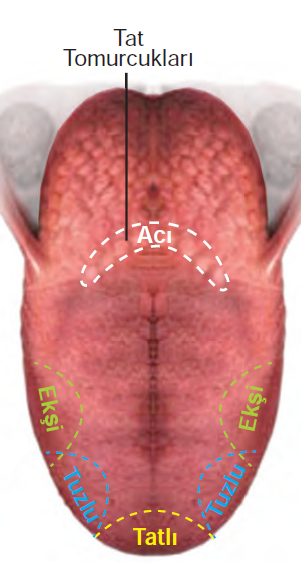 Tat
Tomurcukları
Acı
Ekşi
Ekşi
Tuzlu
Tuzlu
Tatlı